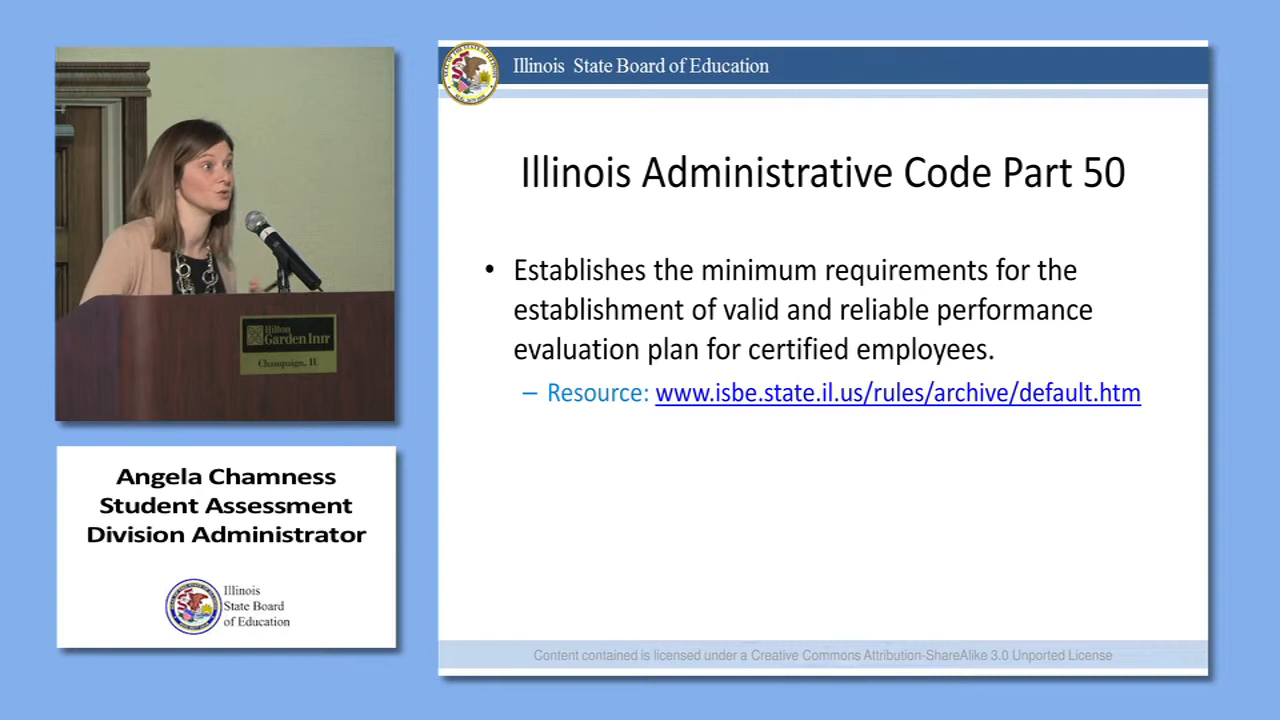 Illinois State Board of Education
Illinois Administrative Code Part 50
• Establishes the minimum requirements for the
establishment of valid and reliable performance
evaluation plan for certified employees.
– Resource: www.isbe.state.il.us/rules/archive/default.htm
Content contained is licensed under a Creative Commons Attribution-ShareAlike 3.0 Unported License
Hilton
Garden Inn
Champaign, IL
Angela Chamness
Student Assessment
Division Administrator
Illinois
State Board
of Education